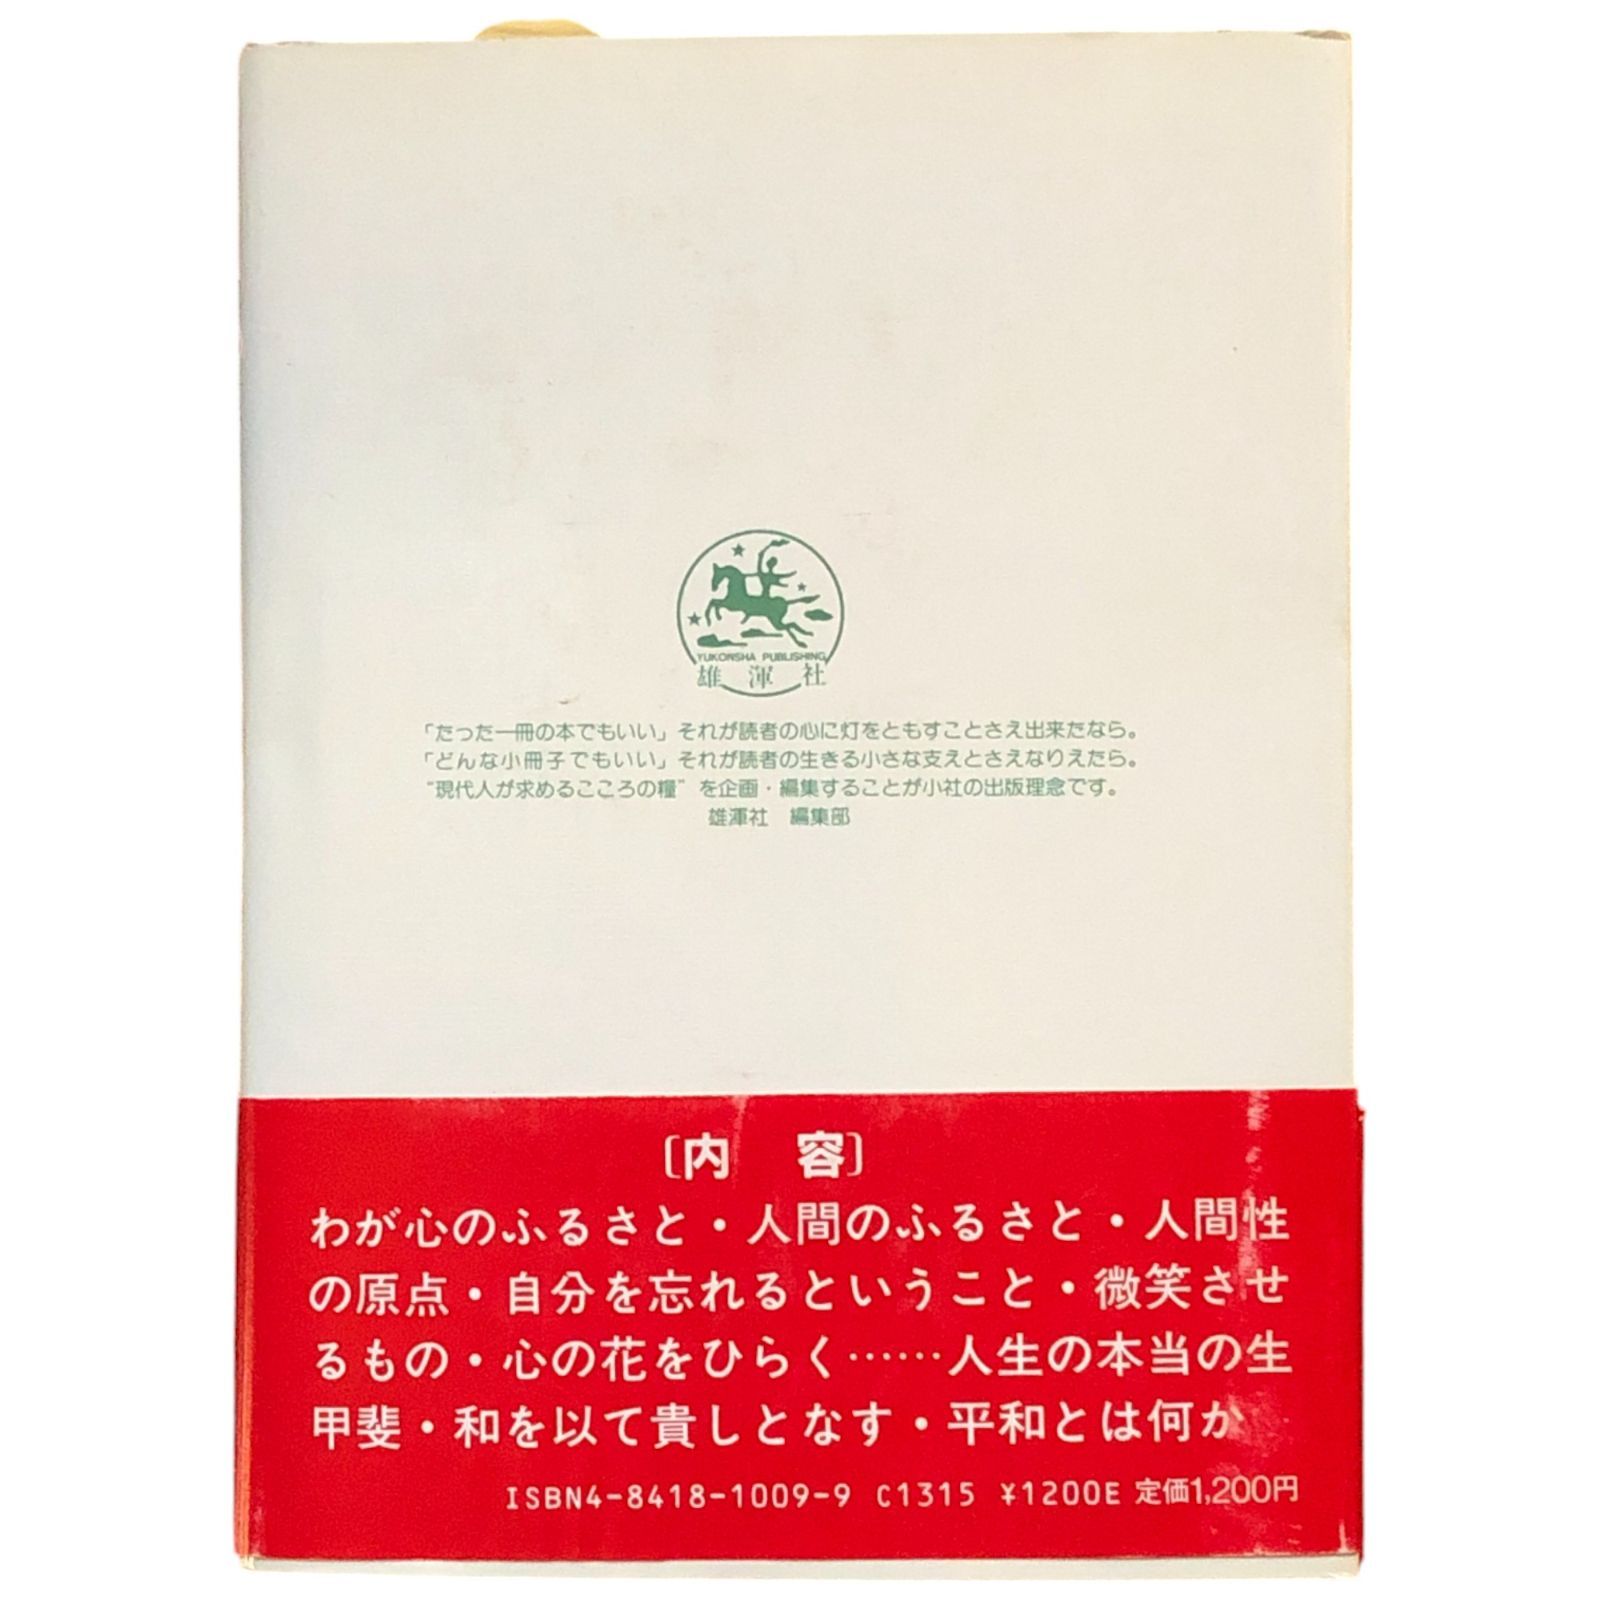 YUKONSHA PUBLISHING
雄渾社
「たった一冊の本でもいい」それが読者の心に灯をともすことさえ出来たなら。
「どんな小冊子でもいい」それが読者の生きる小さな支えとさえなりえたら。
“現代人が求めるこころの糧”を企画・編集することが小社の出版理念です。
雄渾社　編集部
〔内　容〕
わが心のふるさと・人間のふるさと・人間性
の原点・自分を忘れるということ・微笑させ
るもの・心の花をひらく……人生の本当の生
甲斐・和を以て貴しとなす・平和とは何か
ISBN4-8418-1009-9 C1315 ¥1200E 定価1,200円